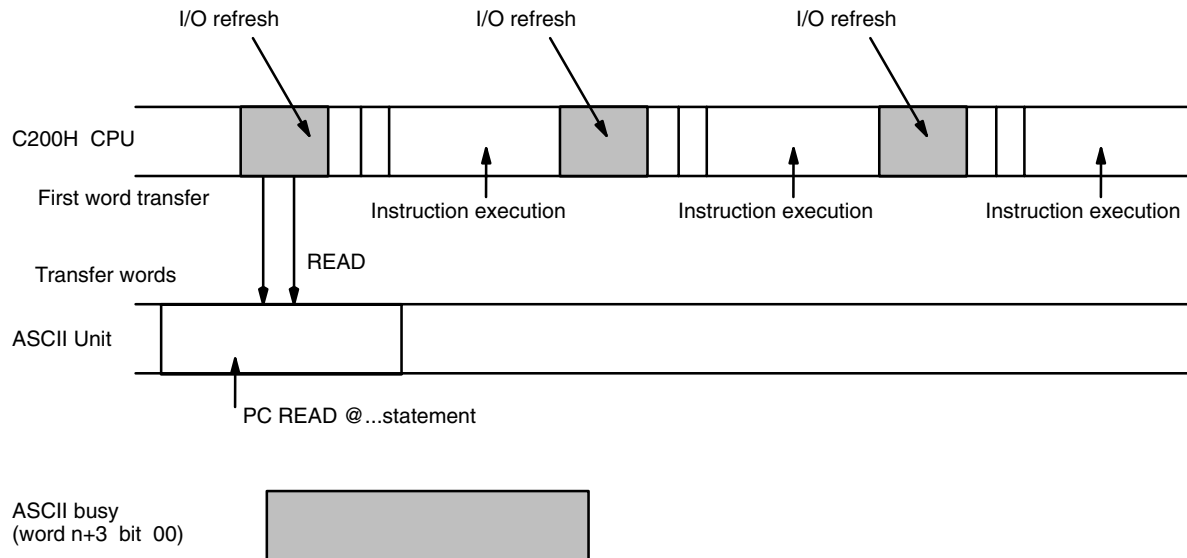 I/O refresh
I/O refresh
I/O refresh
C200H CPU
First word transfer
Instruction execution
Instruction execution
Instruction execution
READ
Transfer words
ASCII Unit
PC READ @...statement
ASCII busy
(word n+3 bit 00)